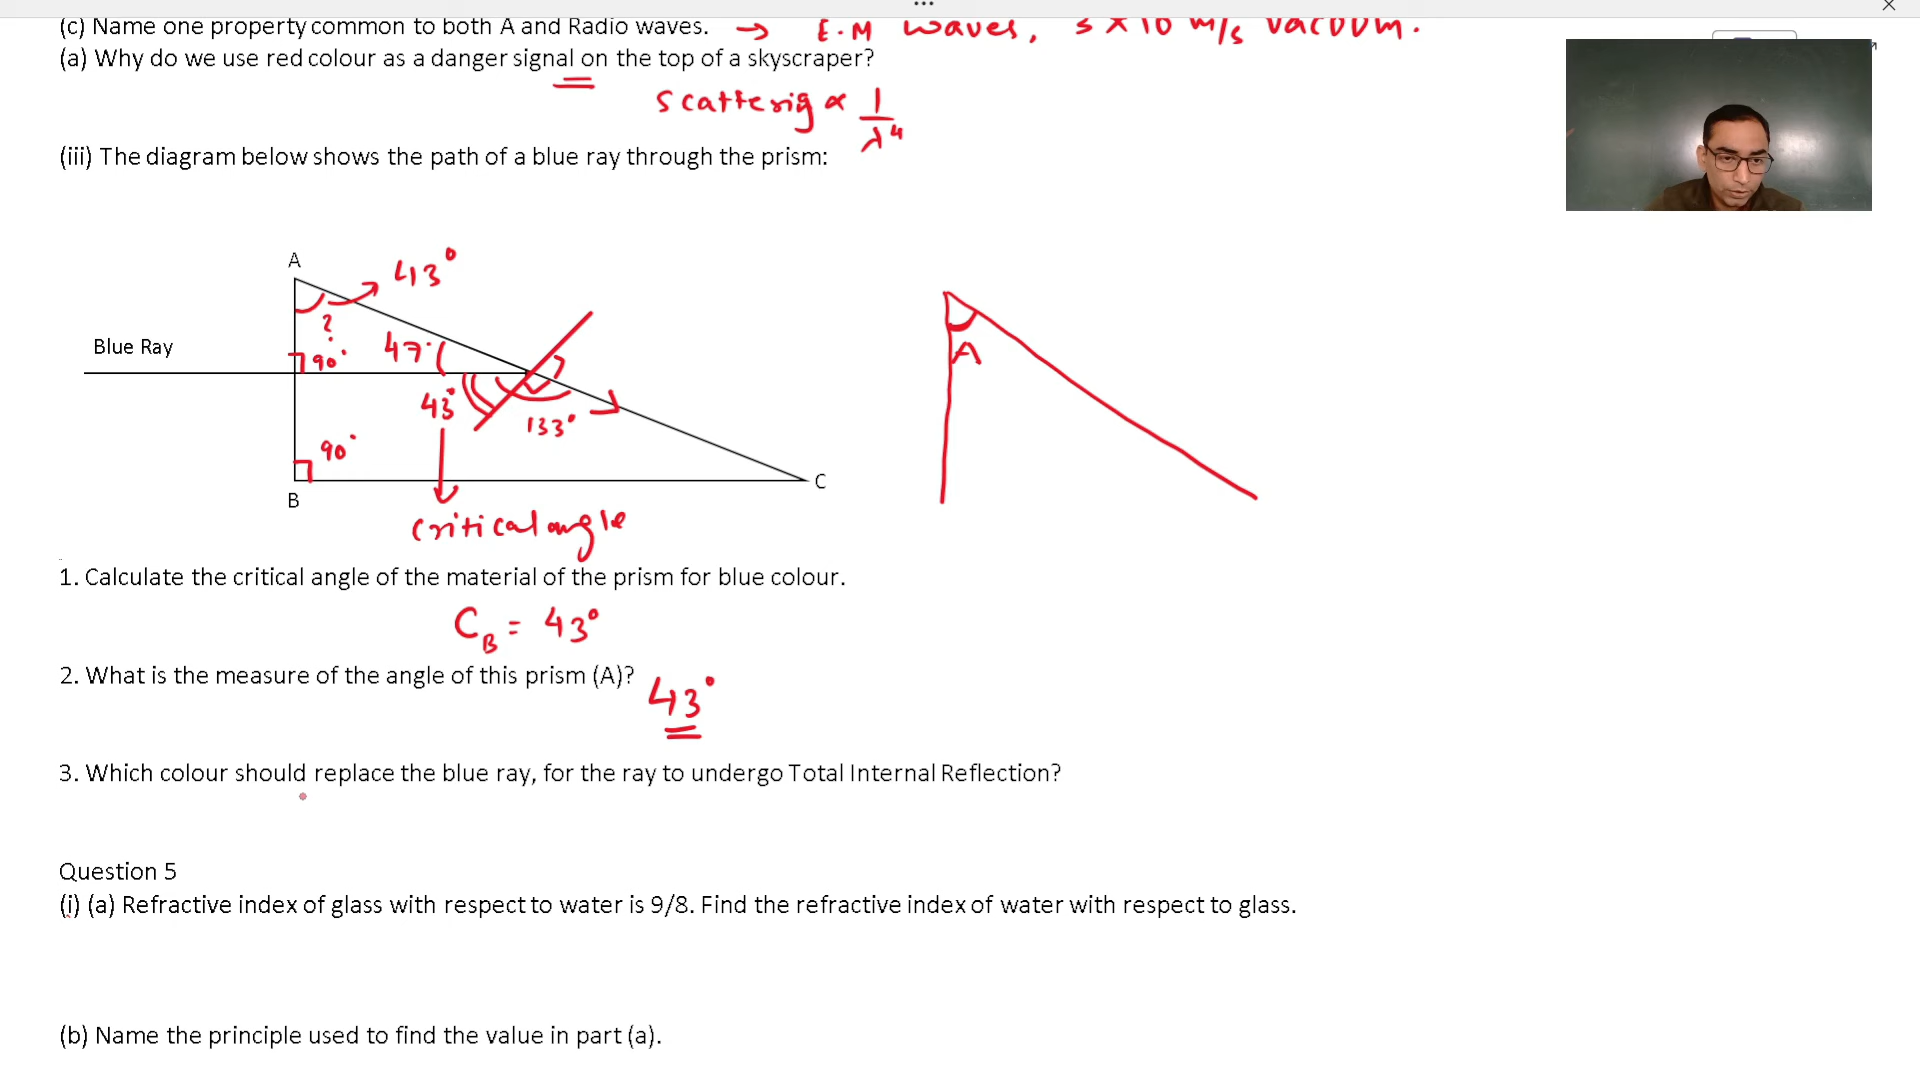 (c) Name one property common to both A and Radio waves. → E.M waves, 3 × 10 m/s vacuum.
(a) Why do we use red colour as a danger signal on the top of a skyscraper?
Scatterig ∝ 1/λ⁴
(iii) The diagram below shows the path of a blue ray through the prism:
A
43°
?
Blue Ray
90°
47°
A
43°
133°
90°
B
C
critical angle
1. Calculate the critical angle of the material of the prism for blue colour.
C_B = 43°
2. What is the measure of the angle of this prism (A)?
43°
3. Which colour should replace the blue ray, for the ray to undergo Total Internal Reflection?
Question 5
(i) (a) Refractive index of glass with respect to water is 9/8. Find the refractive index of water with respect to glass.
(b) Name the principle used to find the value in part (a).